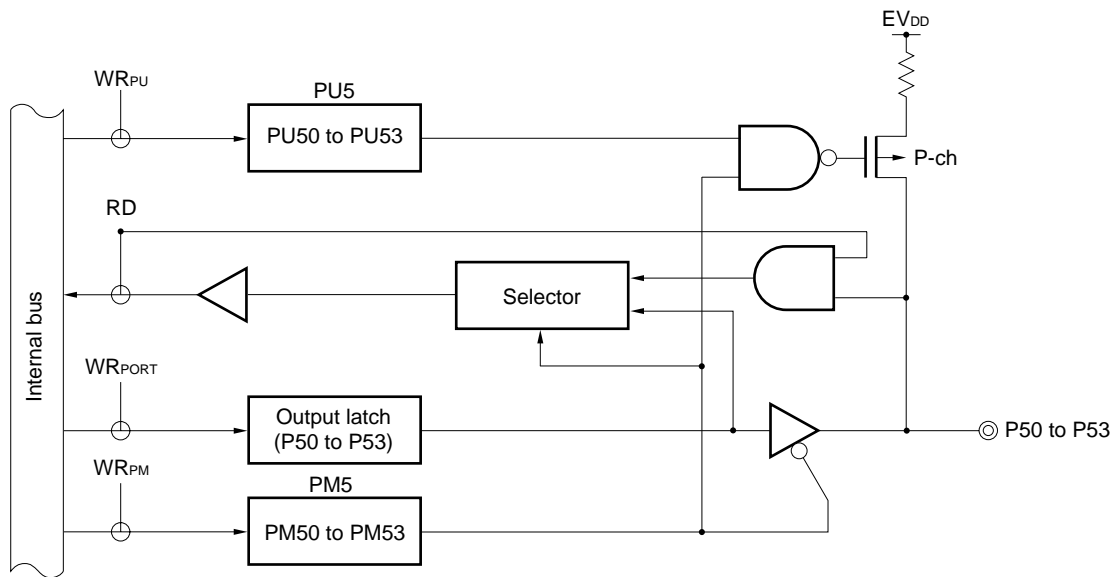 EVDD
WRPU
PU5
PU50 to PU53
P-ch
RD
Selector
Internal bus
WRPORT
Output latch
(P50 to P53)
P50 to P53
WRPM
PM5
PM50 to PM53